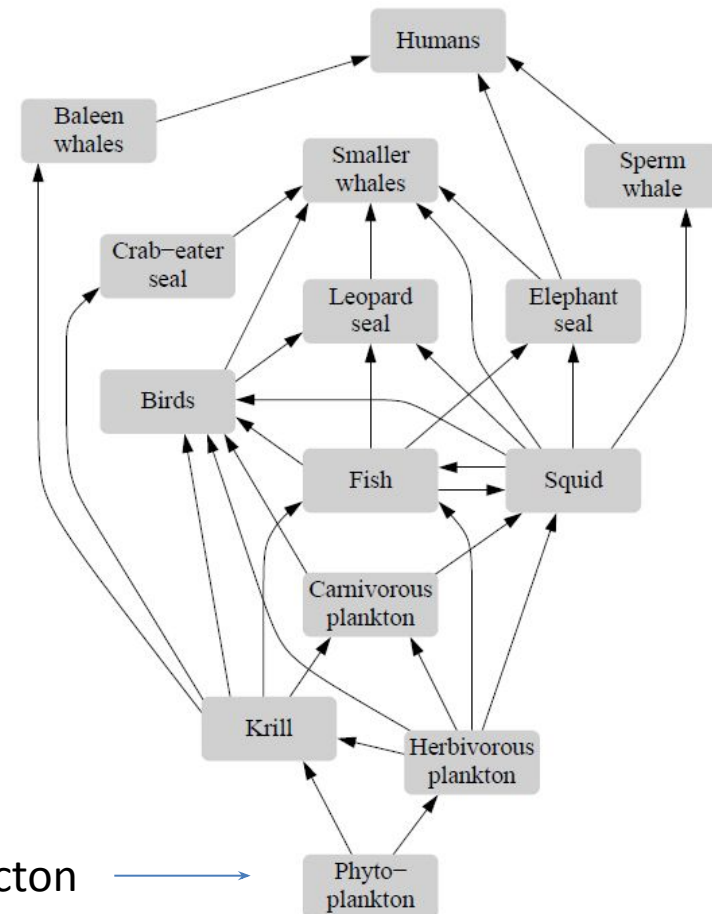 Humans
Baleen
whales
Smaller
whales
Sperm
whale
Crab−eater
seal
Leopard
seal
Elephant
seal
Birds
Fish
Squid
Carnivorous
plankton
Krill
Herbivorous
plankton
cton
Phyto−
plankton